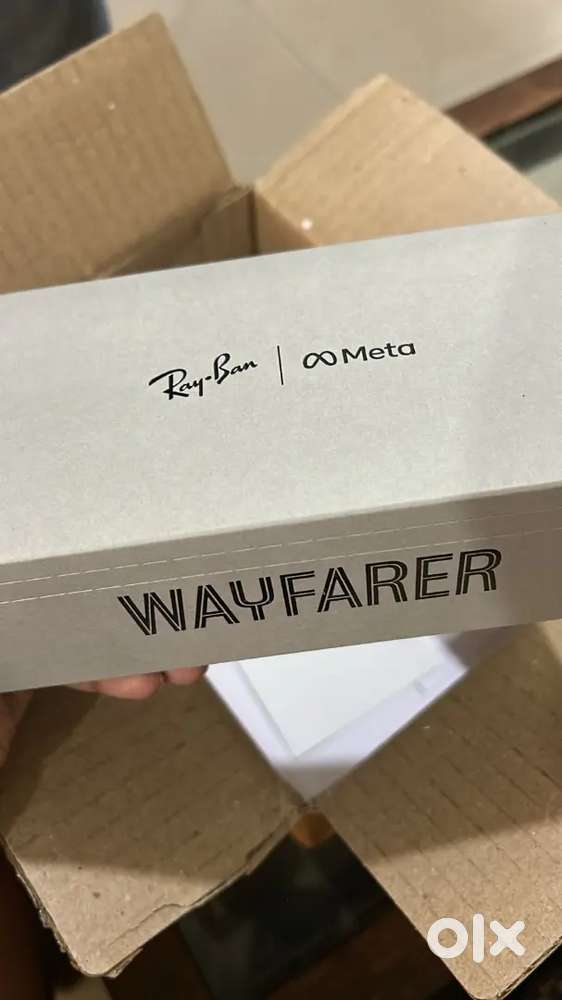 Ray-Ban | ∞ Meta
WAYFARER
olx